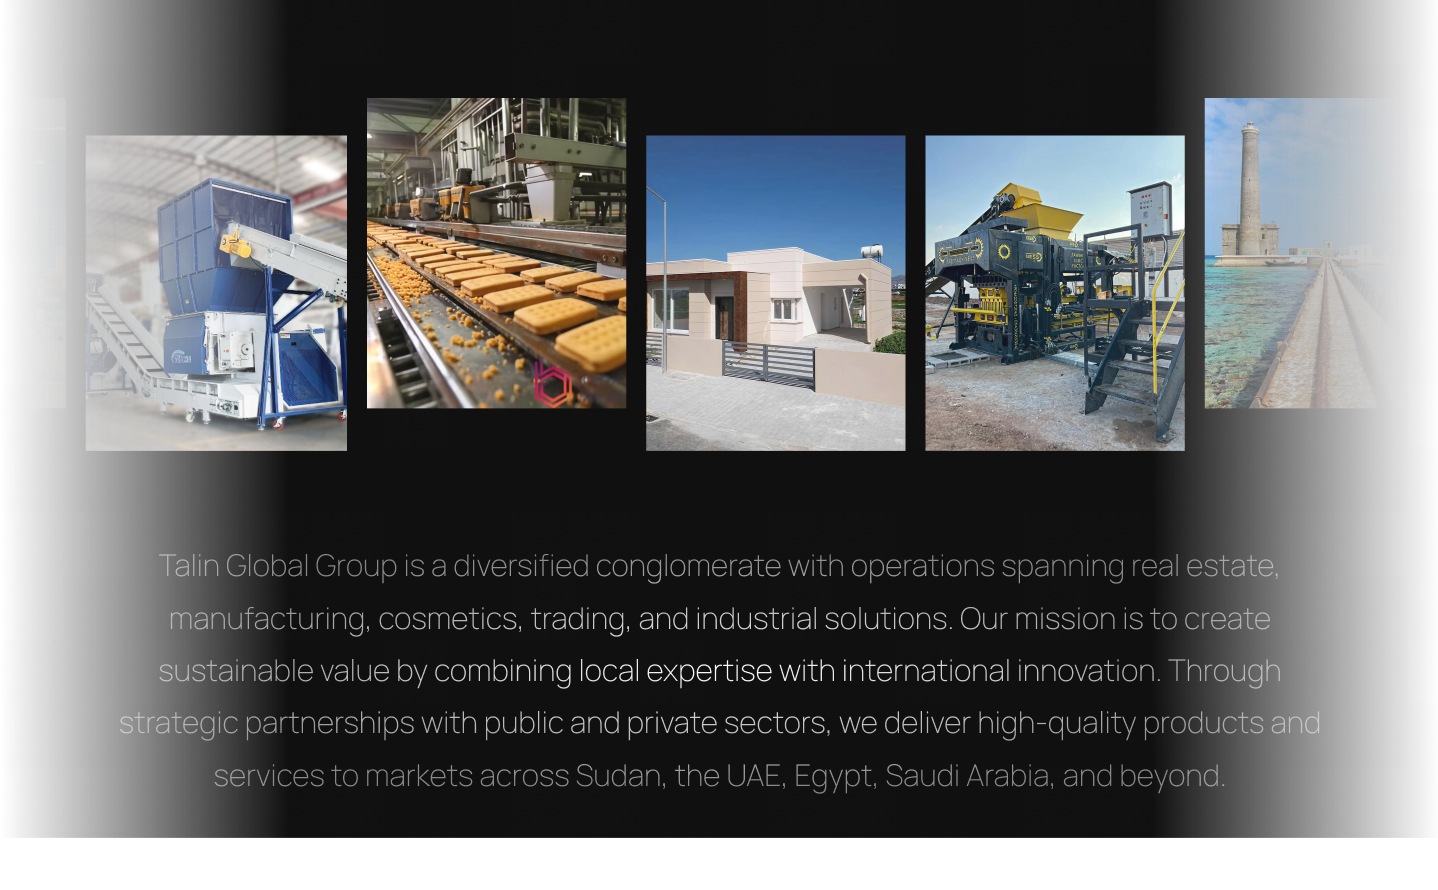 Talin Global Group is a diversified conglomerate with operations spanning real estate,
manufacturing, cosmetics, trading, and industrial solutions. Our mission is to create
sustainable value by combining local expertise with international innovation. Through
strategic partnerships with public and private sectors, we deliver high-quality products and
services to markets across Sudan, the UAE, Egypt, Saudi Arabia, and beyond.